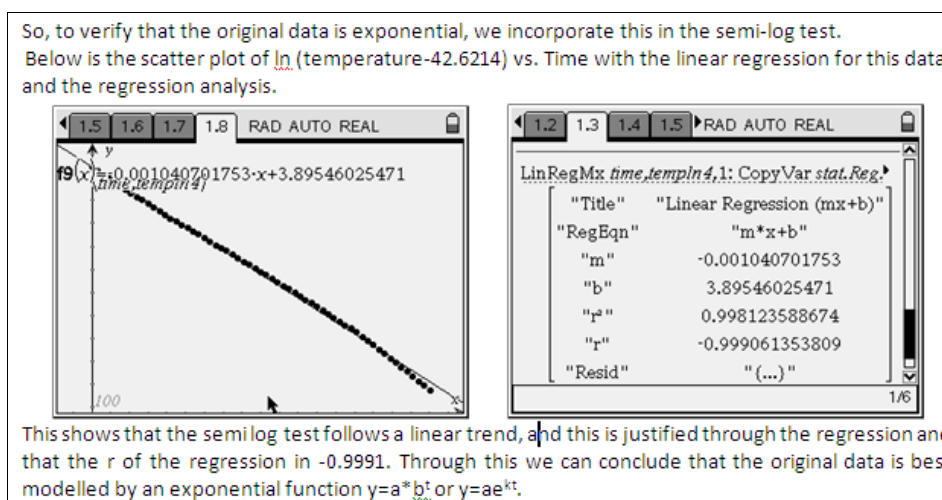 So, to verify that the original data is exponential, we incorporate this in the semi-log test.
Below is the scatter plot of ln (temperature-42.6214) vs. Time with the linear regression for this data
and the regression analysis.
1.5 1.6 1.7 1.8 RAD AUTO REAL
y
f9(x)=-0.001040701753·x+3.89546025471
(time,templn4)
100
x
1.2 1.3 1.4 1.5 RAD AUTO REAL
LinRegMx time,templn4,1: CopyVar stat.Reg.
"Title" "Linear Regression (mx+b)"
"RegEqn" "m*x+b"
"m" -0.001040701753
"b" 3.89546025471
"r²" 0.998123588674
"r" -0.999061353809
"Resid" "{...}"
1/6
This shows that the semi log test follows a linear trend, and this is justified through the regression and
that the r of the regression in -0.9991. Through this we can conclude that the original data is bes
modelled by an exponential function y=a*bᵗ or y=aeᵏᵗ.